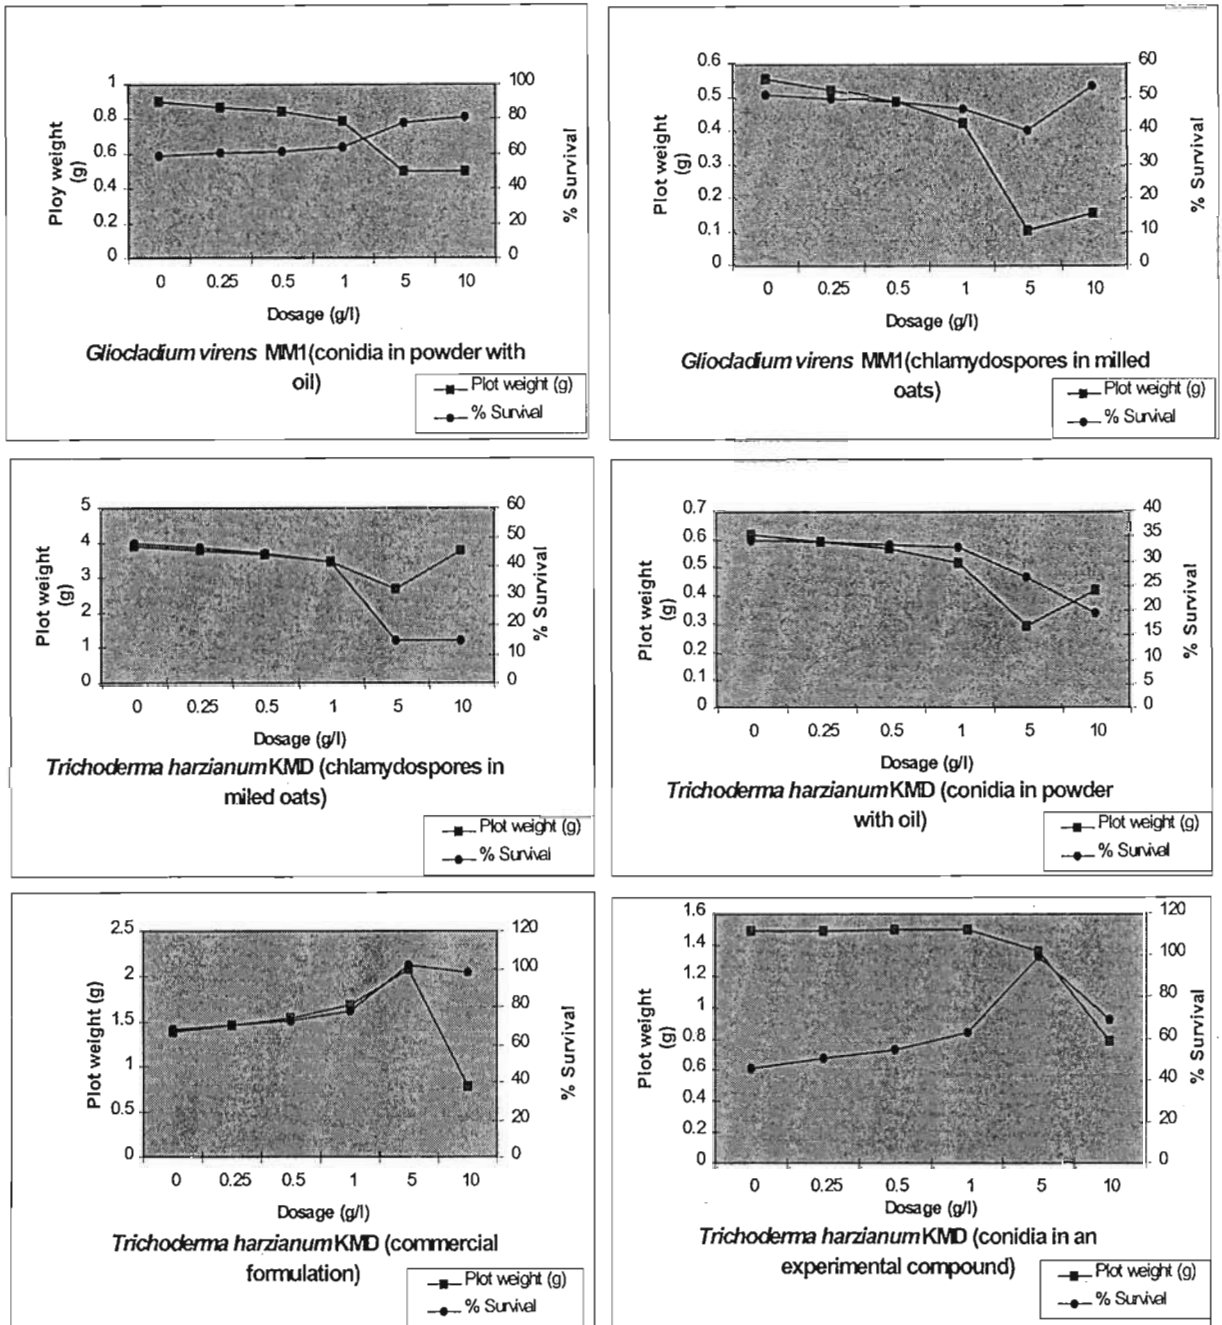 1
0.8
0.6
0.4
0.2
0
Ploy weight
(g)
100
80
60
40
20
0
% Survival
0 0.25 0.5 1 5 10
Dosage (g/l)
Gliocladium virens MM1(conidia in powder with
oil)
Plot weight (g)
% Survival
0.6
0.5
0.4
0.3
0.2
0.1
0
Plot weight
(g)
60
50
40
30
20
10
0
% Survival
0 0.25 0.5 1 5 10
Dosage (g/l)
Gliocladium virens MM1(chlamydospores in milled
oats)
Plot weight (g)
% Survival
5
4
3
2
1
0
Plot weight
(g)
60
50
40
30
20
10
0
% Survival
0 0.25 0.5 1 5 10
Dosage (g/l)
Trichoderma harzianum KMD (chlamydospores in
miled oats)
Plot weight (g)
% Survival
0.7
0.6
0.5
0.4
0.3
0.2
0.1
0
Plot weight
(g)
40
35
30
25
20
15
10
5
0
% Survival
0 0.25 0.5 1 5 10
Dosage (g/l)
Trichoderma harzianum KMD (conidia in powder
with oil)
Plot weight (g)
% Survival
2.5
2
1.5
1
0.5
0
Plot weight (g)
120
100
80
60
40
20
0
% Survival
0 0.25 0.5 1 5 10
Dosage (g/l)
Trichoderma harzianum KMD (commercial
formulation)
Plot weight (g)
% Survival
1.6
1.4
1.2
1
0.8
0.6
0.4
0.2
0
Plot weight
(g)
120
100
80
60
40
20
0
% Survival
0 0.25 0.5 1 5 10
Dosage (g/l)
Trichoderma harzianum KMD (conidia in an
experimental compound)
Plot weight (g)
% Survival